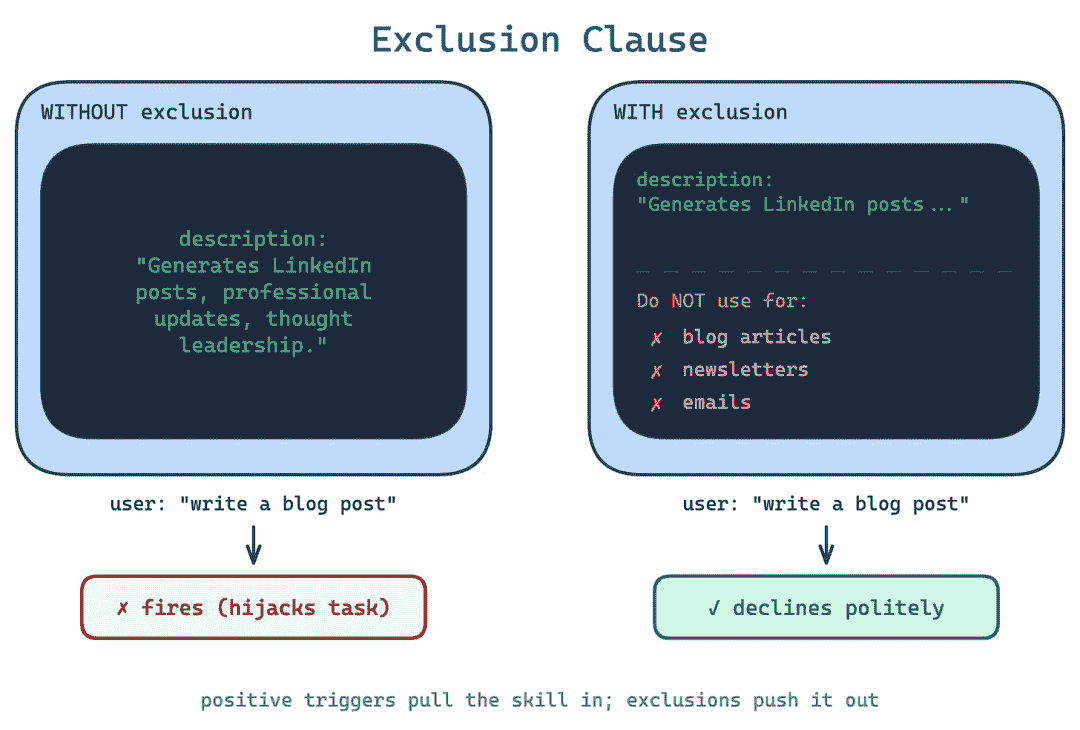 Exclusion Clause
WITHOUT exclusion
description:
"Generates LinkedIn
posts, professional
updates, thought
leadership."
user: "write a blog post"
✗ fires (hijacks task)
WITH exclusion
description:
"Generates LinkedIn posts..."
Do NOT use for:
✗ blog articles
✗ newsletters
✗ emails
user: "write a blog post"
✓ declines politely
positive triggers pull the skill in; exclusions push it out